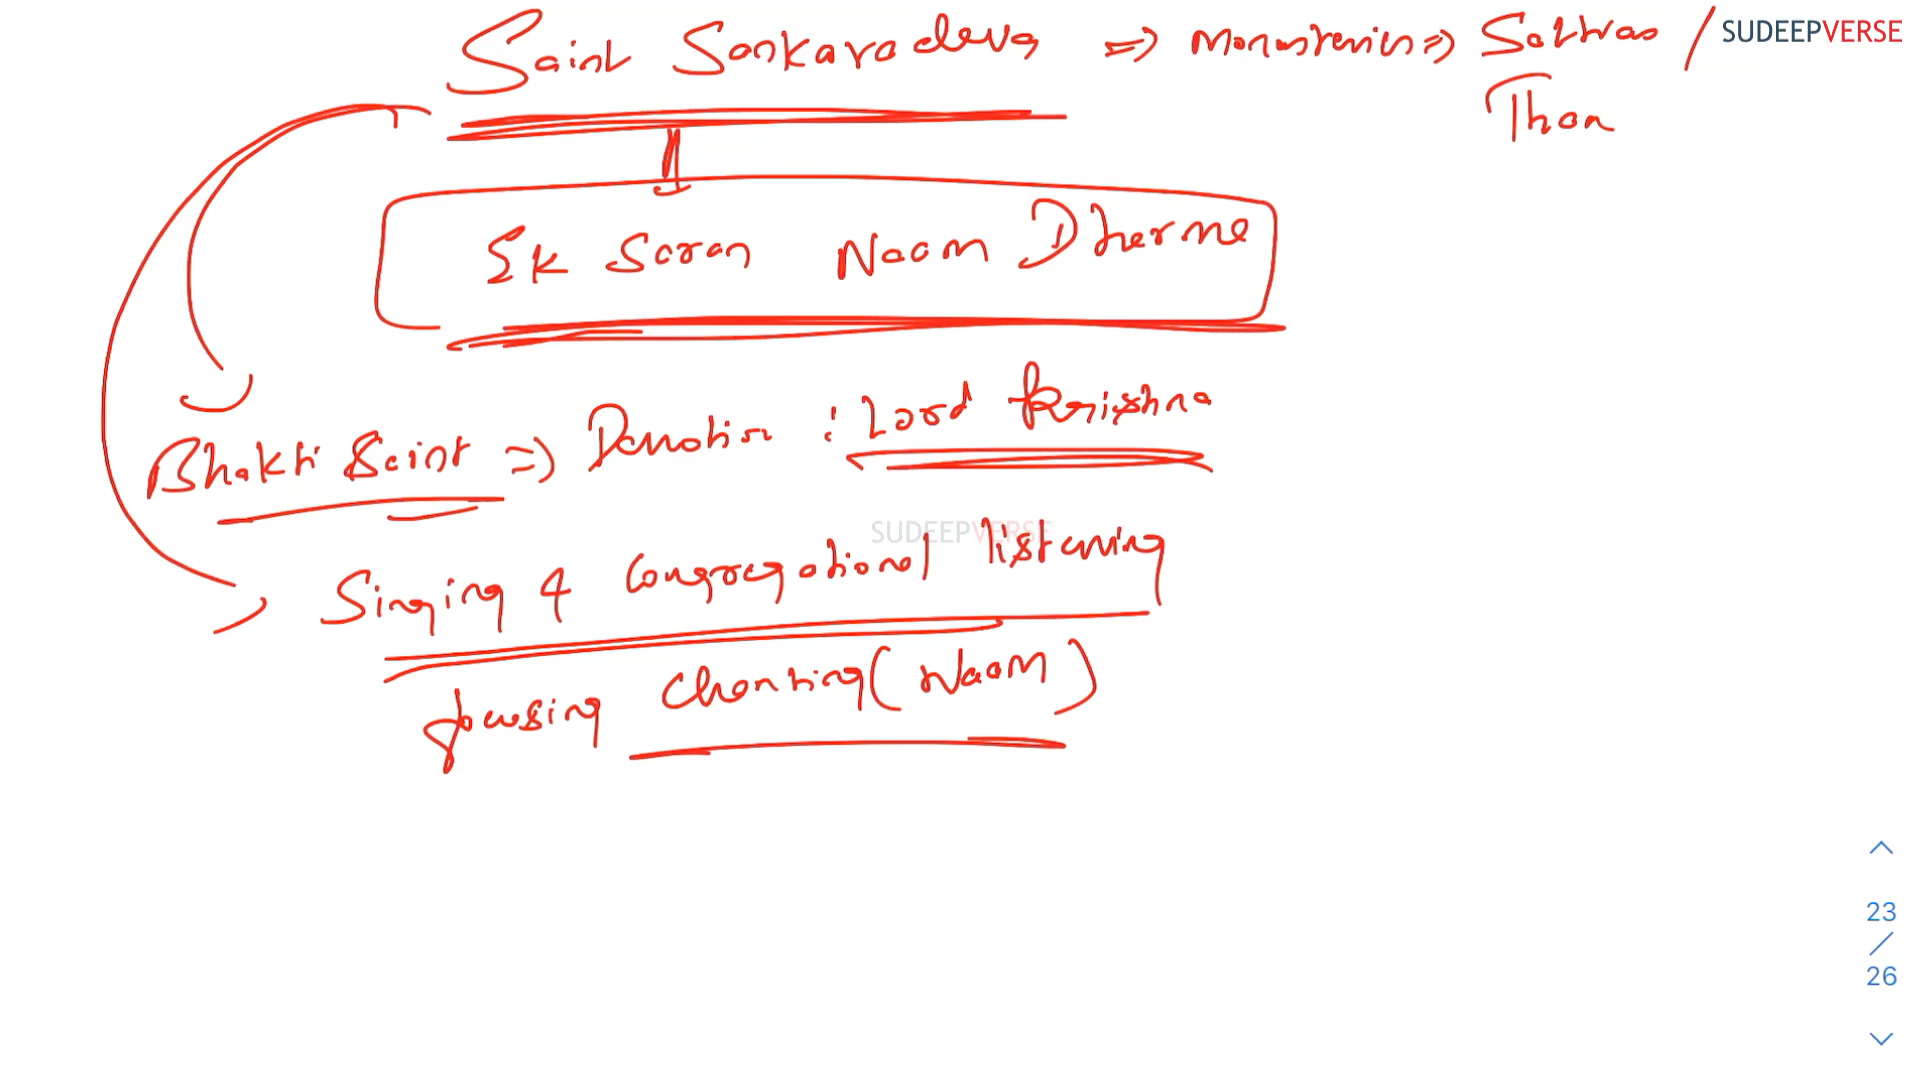 Saint Sankaradeva => Monasteries => Sattras / SUDEEPVERSE
Than
Ek Saran Naam Dharma
Bhakti Saint => Devotion : Lord Krishna
SUDEEPVERSE
Singing & Congregational listening
focusing Chanting (Naam)
23
/
26